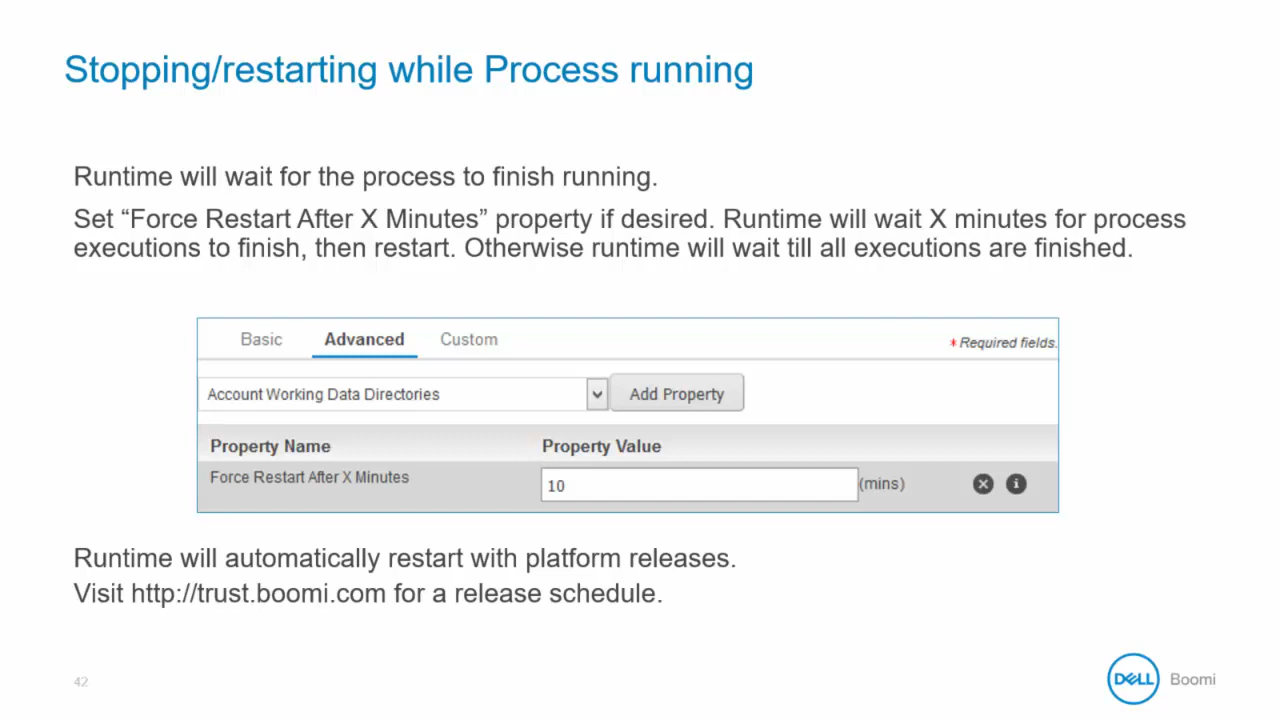 Stopping/restarting while Process running
Runtime will wait for the process to finish running.
Set “Force Restart After X Minutes” property if desired. Runtime will wait X minutes for process
executions to finish, then restart. Otherwise runtime will wait till all executions are finished.
Basic Advanced Custom
* Required fields.
Account Working Data Directories Add Property
Property Name Property Value
Force Restart After X Minutes 10 (mins)
Runtime will automatically restart with platform releases.
Visit http://trust.boomi.com for a release schedule.
42
DELL Boomi